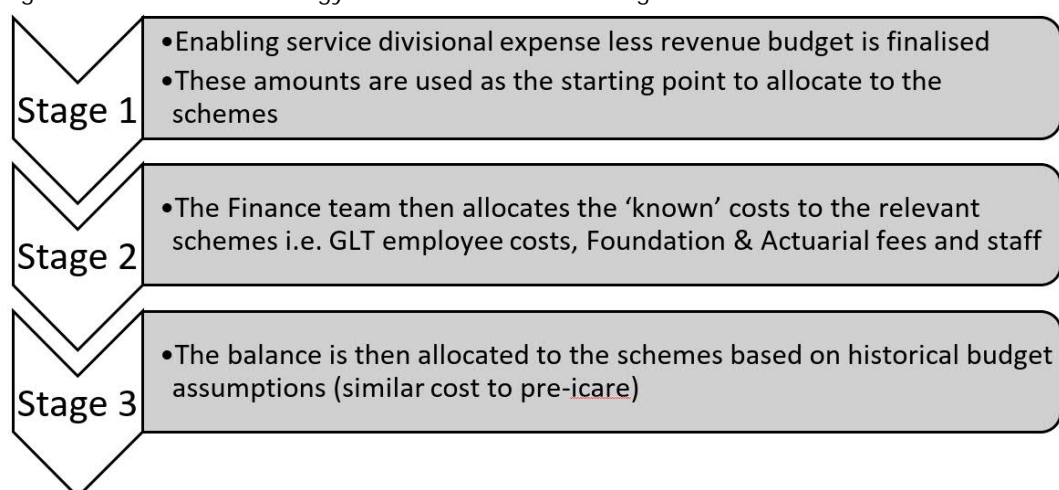 Stage 1
•Enabling service divisional expense less revenue budget is finalised
•These amounts are used as the starting point to allocate to the
schemes
Stage 2
•The Finance team then allocates the ‘known’ costs to the relevant
schemes i.e. GLT employee costs, Foundation & Actuarial fees and staff
Stage 3
•The balance is then allocated to the schemes based on historical budget
assumptions (similar cost to pre-icare)